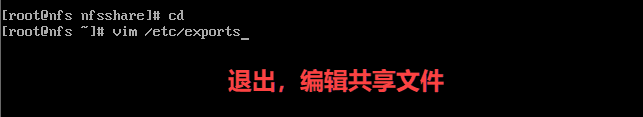 [root@nfs nfsshare]# cd
[root@nfs ~]# vim /etc/exports_
退出，编辑共享文件